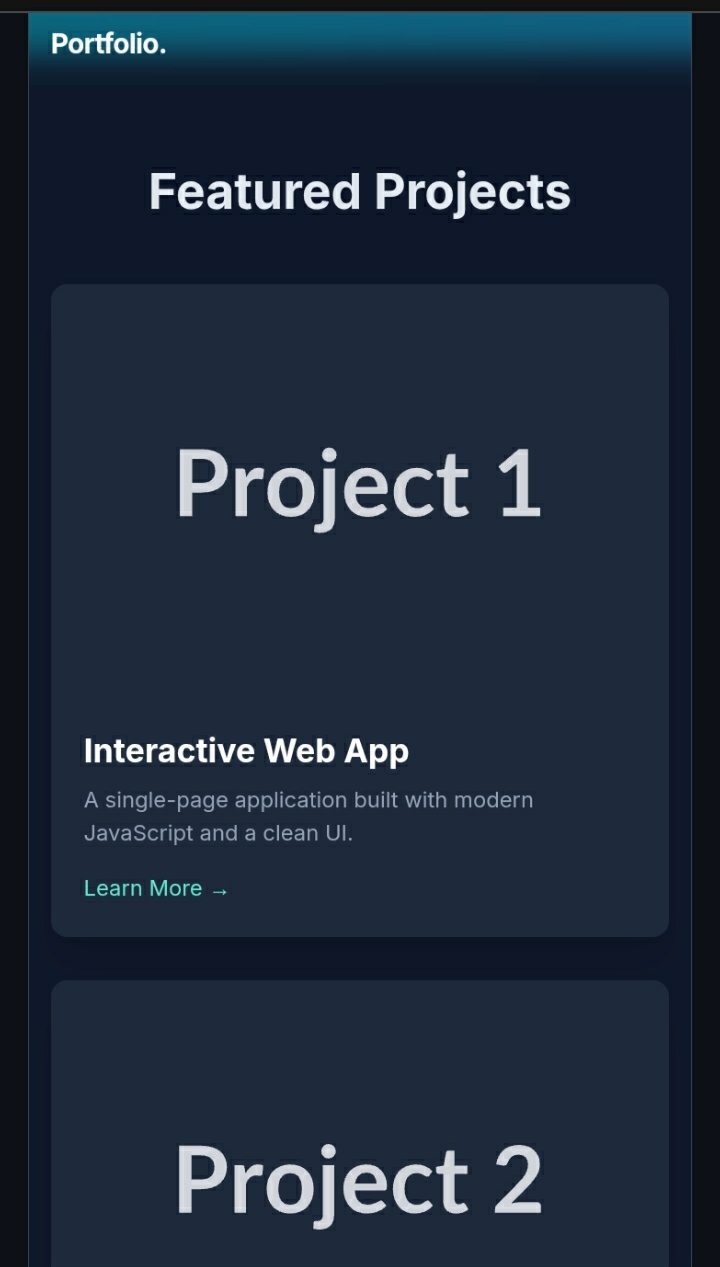 Portfolio.
Featured Projects
Project 1
Interactive Web App
A single-page application built with modern
JavaScript and a clean UI.
Learn More →
Project 2